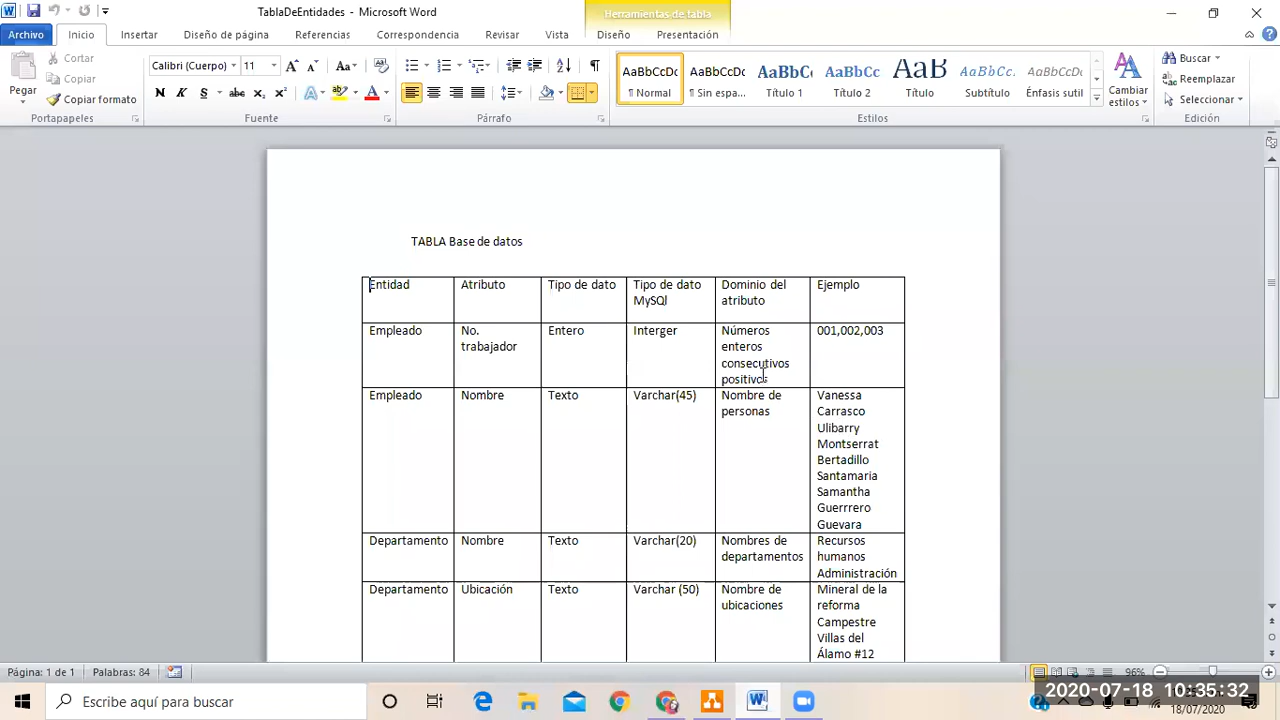 TablaDeEntidades - Microsoft Word
Herramientas de tabla
Archivo Inicio Insertar Diseño de página Referencias Correspondencia Revisar Vista Diseño Presentación
Pegar
Cortar
Copiar
Copiar formato
Portapapeles
Calibri (Cuerpo) 11
N K S abc x₂ x²
Fuente
Párrafo
AaBbCcDc AaBbCcDc AaBbC( AaBbCc AaB AaBbCc. AaBbCcDc
¶ Normal ¶ Sin espa... Título 1 Título 2 Título Subtítulo Énfasis sutil
Estilos
Cambiar
estilos
Buscar
Reemplazar
Seleccionar
Edición
TABLA Base de datos
Entidad Atributo Tipo de dato Tipo de dato
MySQl Dominio del
atributo Ejemplo
Empleado No.
trabajador Entero Interger Números
enteros
consecutivos
positivos 001,002,003
Empleado Nombre Texto Varchar(45) Nombre de
personas Vanessa
Carrasco
Ulibarry
Montserrat
Bertadillo
Santamaria
Samantha
Guerrrero
Guevara
Departamento Nombre Texto Varchar(20) Nombres de
departamentos Recursos
humanos
Administración
Departamento Ubicación Texto Varchar (50) Nombre de
ubicaciones Mineral de la
reforma
Campestre
Villas del
Álamo #12
Página: 1 de 1 Palabras: 84 96%
Escribe aquí para buscar
2020-07-18 10:35:32
18/07/2020